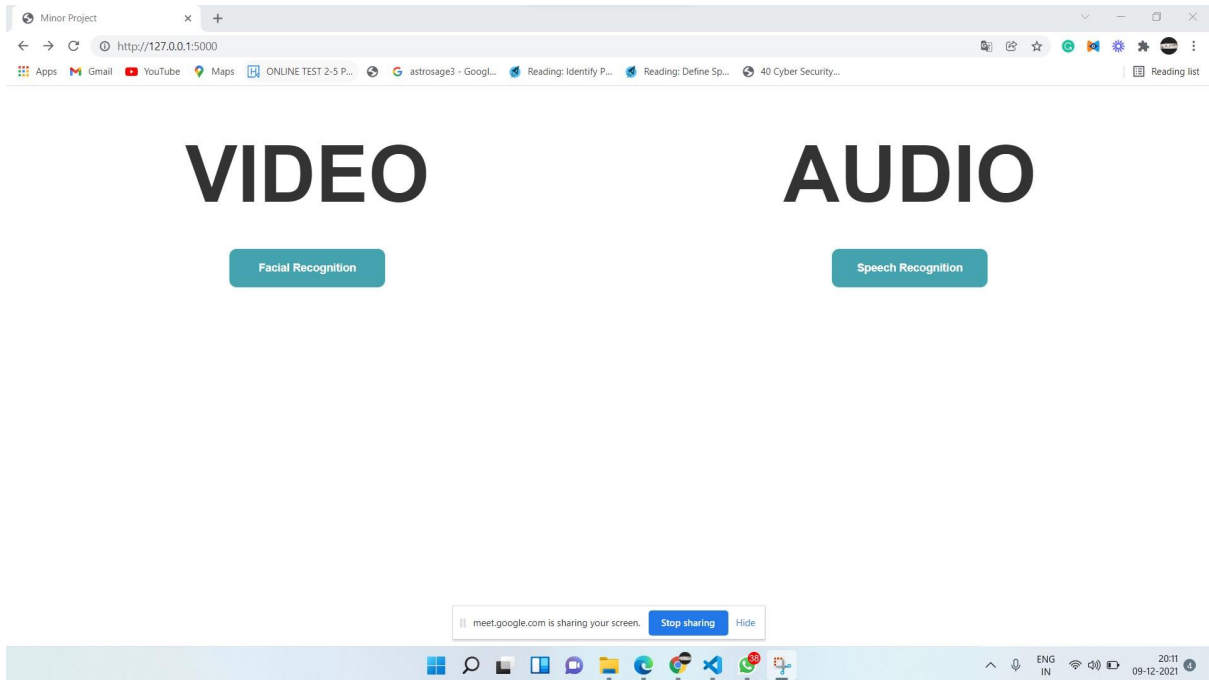 Minor Project
http://127.0.0.1:5000
Apps Gmail YouTube Maps ONLINE TEST 2-5 P... astrosage3 - Googl... Reading: Identify P... Reading: Define Sp... 40 Cyber Security... Reading list
VIDEO AUDIO
Facial Recognition Speech Recognition
meet.google.com is sharing your screen. Stop sharing Hide
38
ENG 20:11
IN 09-12-2021 4